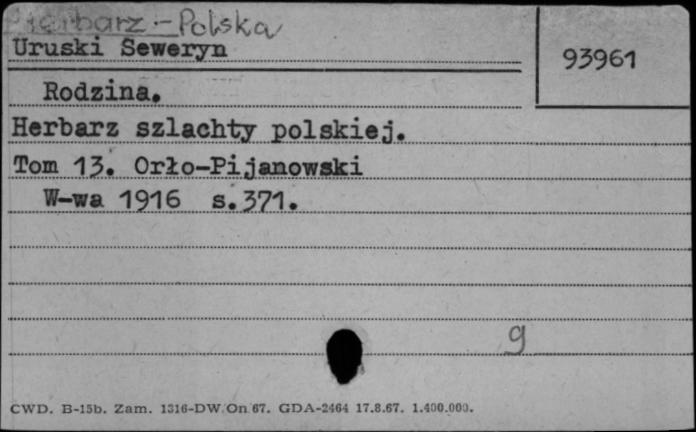 Herbarz - Polska
Uruski Seweryn
93961
Rodzina.
Herbarz szlachty polskiej.
Tom 13. Orło-Pijanowski
W-wa 1916 s.371.
9
CWD. B-15b. Zam. 1316-DW/On/67. GDA-2464 17.8.67. 1.400.000.